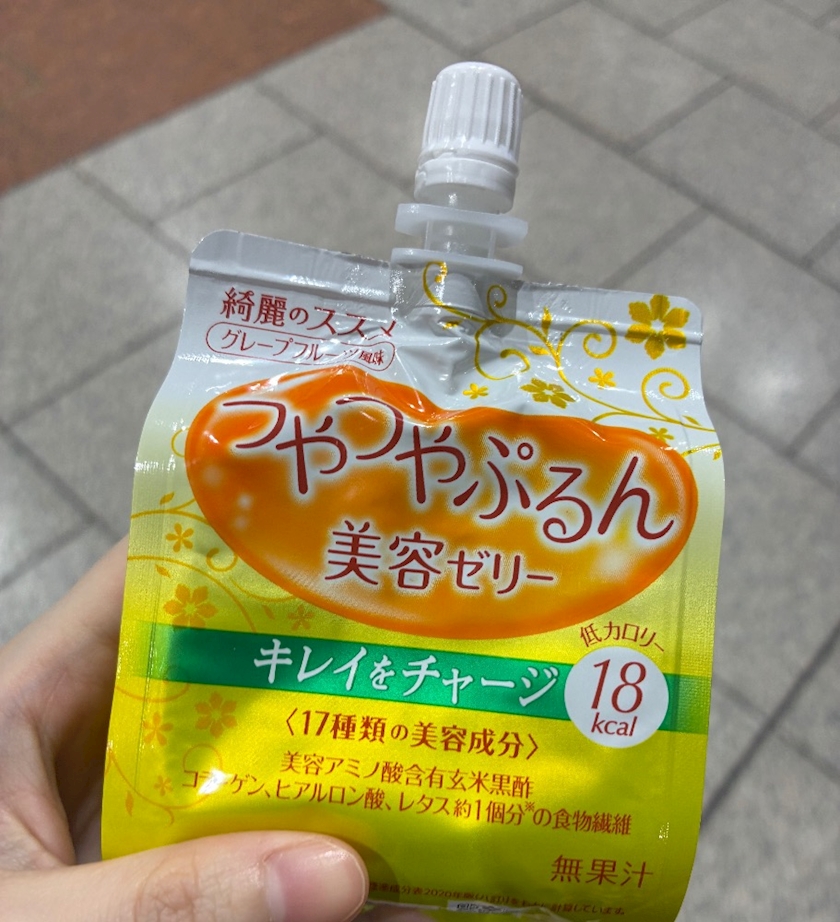 綺麗のススメ
グレープフルーツ風味
つやつやぷるん
美容ゼリー
低カロリー
18
kcal
キレイをチャージ
〈17種類の美容成分〉
美容アミノ酸含有玄米黒酢
コラーゲン、ヒアルロン酸、レタス約1個分※の食物繊維
無果汁